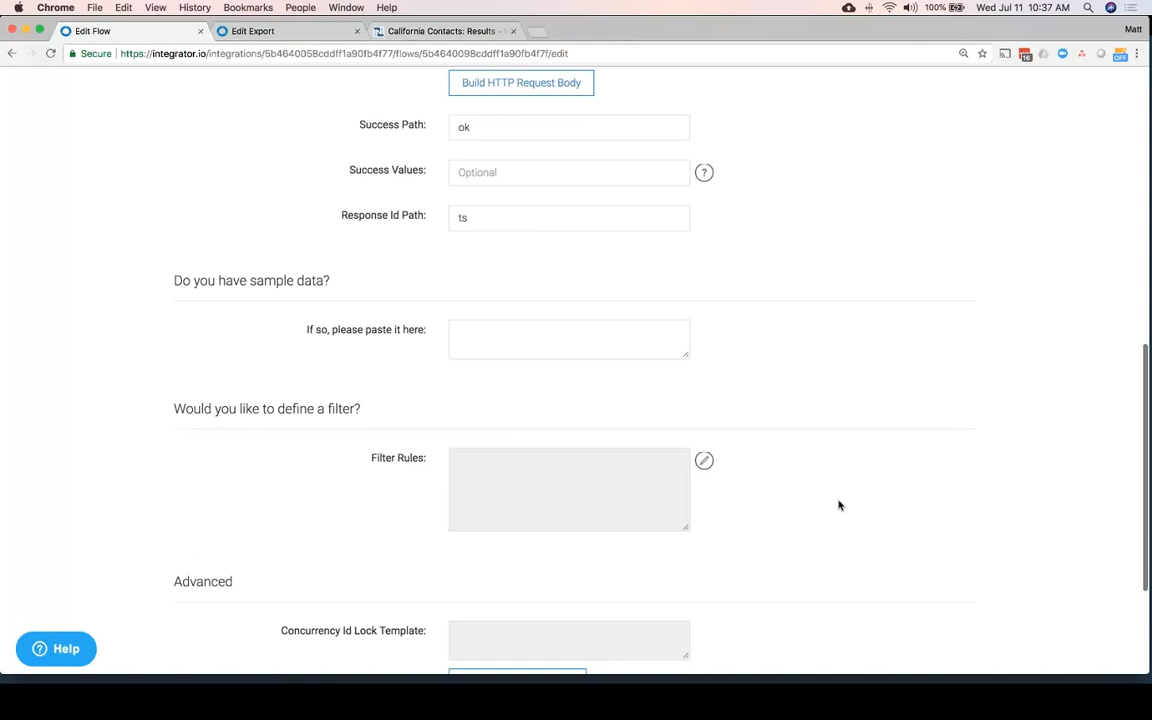 Chrome File Edit View History Bookmarks People Window Help 100% Wed Jul 11 10:37 AM
Edit Flow Edit Export California Contacts: Results - Matt
Secure https://integrator.io/integrations/5b4640058cddff1a90fb4f77/flows/5b4640098cddff1a90fb4f7f/edit 16 OFF
Build HTTP Request Body
Success Path: ok
Success Values: Optional ?
Response Id Path: ts
Do you have sample data?
If so, please paste it here:
Would you like to define a filter?
Filter Rules:
Advanced
Concurrency Id Lock Template:
? Help